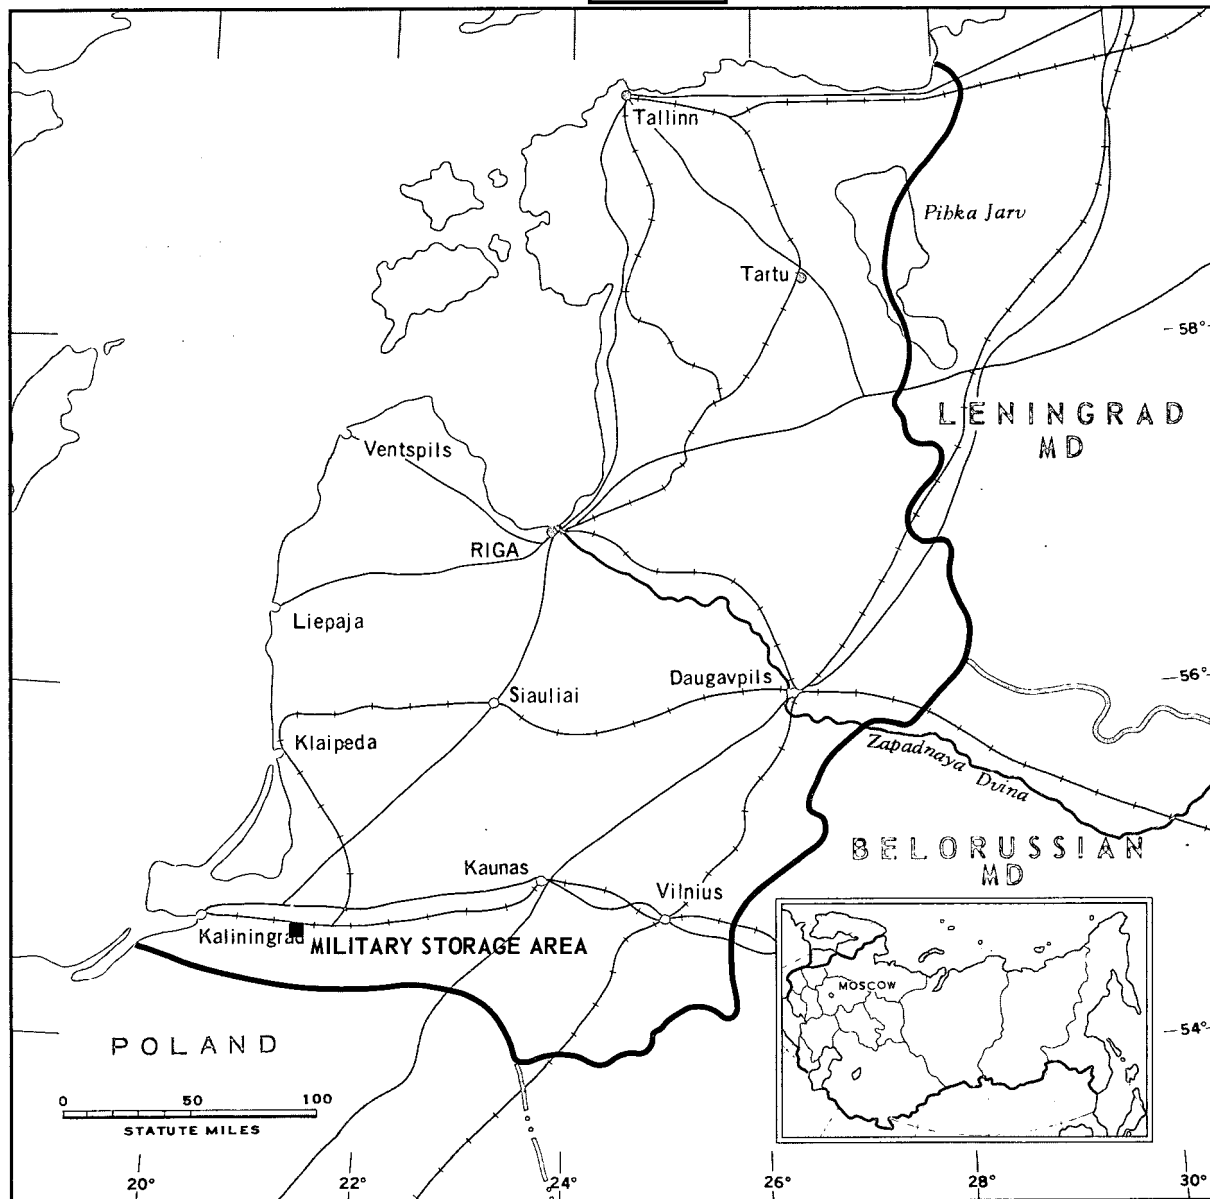 Tallinn
Pihka Jarv
Tartu
58°
LENINGRAD
MD
Ventspils
RIGA
Liepaja
Daugavpils
56°
Siauliai
Klaipeda
Zapadnaya Dvina
BELORUSSIAN
MD
Kaunas
Vilnius
Kaliningrad
MILITARY STORAGE AREA
MOSCOW
54°
POLAND
0 50 100
STATUTE MILES
20° 22° 24° 26° 28° 30°